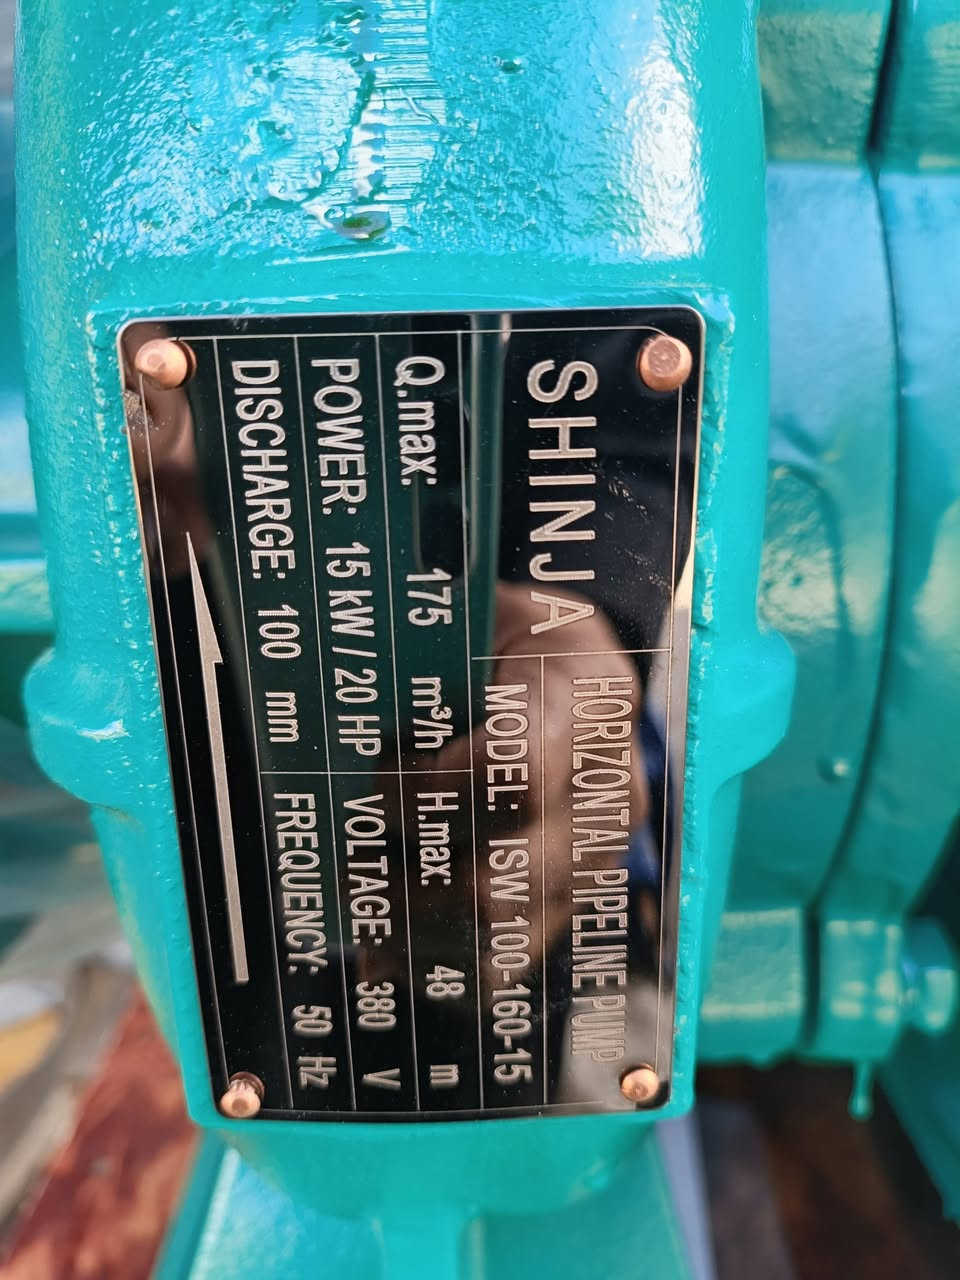 SHINJA
HORIZONTAL PIPELINE PUMP
MODEL: ISW 100-160-15
Q.max: 175 m³/h H.max: 48 m
POWER: 15 KW / 20 HP VOLTAGE: 380 V
DISCHARGE: 100 mm FREQUENCY: 50 Hz